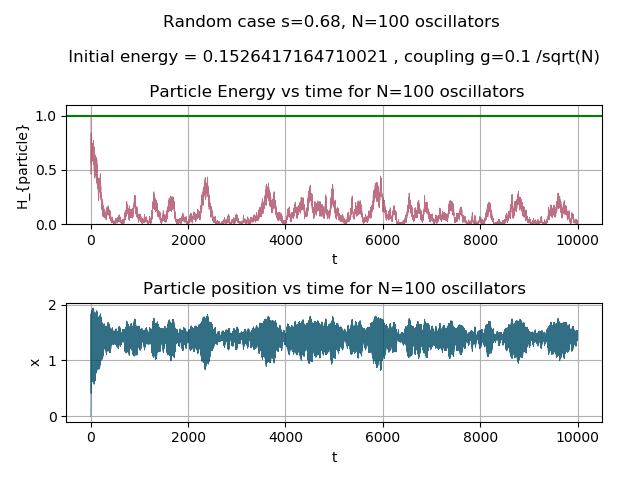 Random case s=0.68, N=100 oscillators
Initial energy = 0.1526417164710021 , coupling g=0.1 /sqrt(N)
Particle Energy vs time for N=100 oscillators
H_{particle}
1.0
0.5
0.0
0 2000 4000 6000 8000 10000
t
Particle position vs time for N=100 oscillators
x
2
1
0
0 2000 4000 6000 8000 10000
t